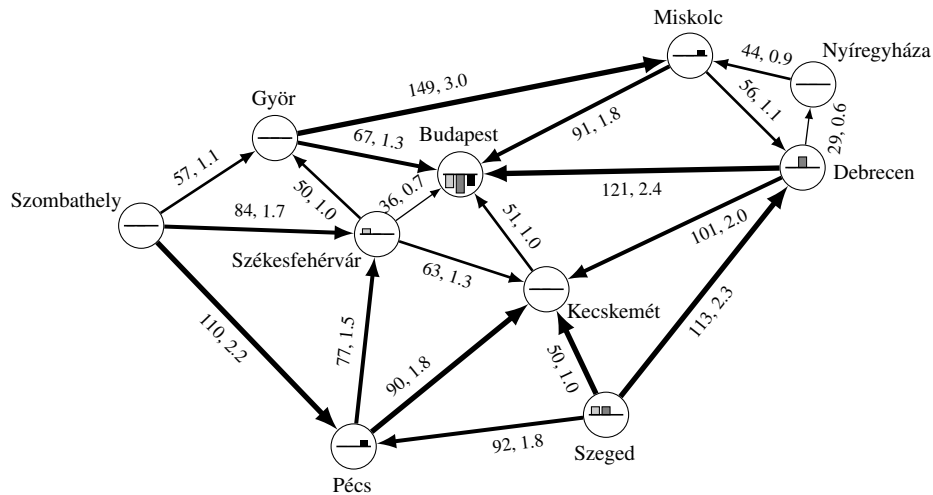 Miskolc
44, 0.9
Nyíregyháza
149, 3.0
56, 1.1
Györ
67, 1.3
Budapest
91, 1.8
29, 0.6
57, 1.1
50, 1.0
36, 0.7
121, 2.4
Debrecen
Szombathely
84, 1.7
51, 1.0
101, 2.0
Székesfehérvár
63, 1.3
Kecskemét
110, 2.2
77, 1.5
90, 1.8
50, 1.0
113, 2.3
92, 1.8
Szeged
Pécs